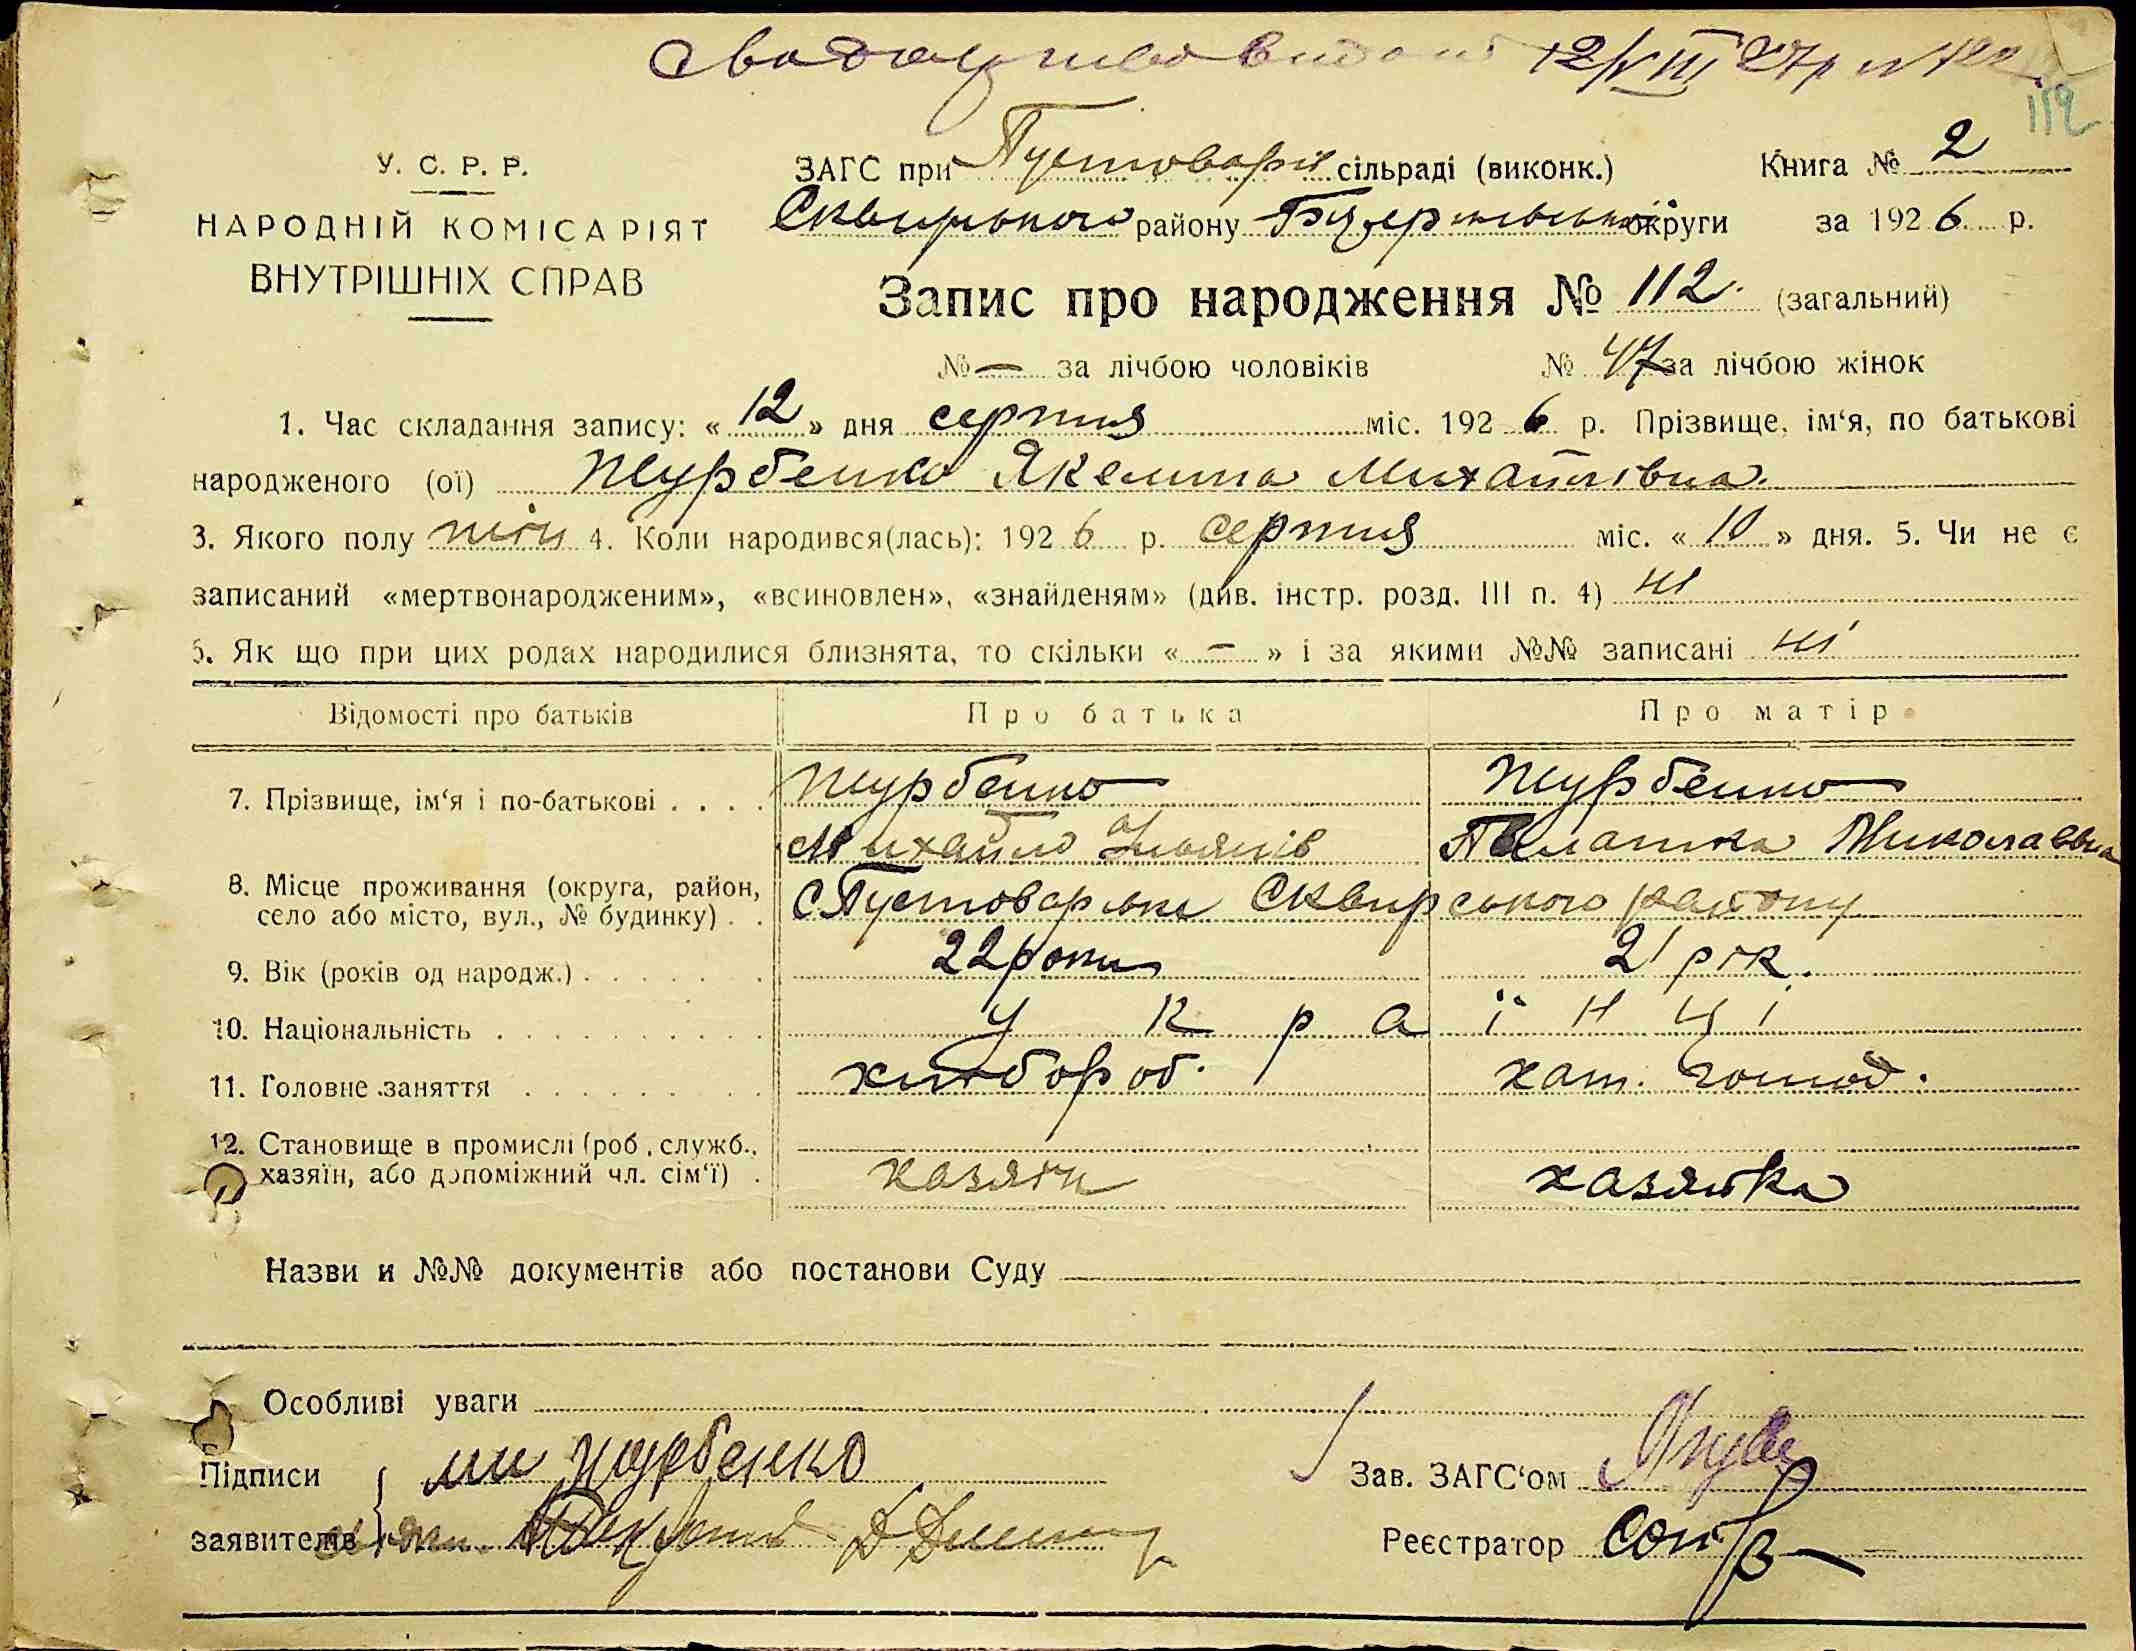 видані 12/VIII 27р
112
У. С. Р. Р.
НАРОДНІЙ КОМІСАРІЯТ
ВНУТРІШНІХ СПРАВ
ЗАГС при Пустоварів сільраді (виконк.) Книга № 2
Сквирського району округи за 1926 р.
Запис про народження № 112. (загальний)
№ — за лічбою чоловіків № 47 за лічбою жінок
1. Час складання запису: «12» дня серпня міс. 1926 р. Прізвище, ім‘я, по батькові
народженого (ої) Журбенко Михайлівна.
3. Якого полу жін 4. Коли народився(лась): 1926 р. серпня міс. «10» дня. 5. Чи не є
записаний «мертвонародженим», «всиновлен», «знайденям» (див. інстр. розд. III п. 4) ні
6. Як що при цих родах народилися близнята, то скільки «–» і за якими №№ записані ні
Відомості про батьків Про батька Про матір
7. Прізвище, ім‘я і по-батькові . . . . Журбенко Журбенко
Михайло Миколаївна
8. Місце проживання (округа, район, село або місто, вул., № будинку) . . С Пустоварівка Сквирського району
9. Вік (років од народж.) . . . . . . . 22 роки 21 рік.
10. Національність . . . . . . . . . . українці
11. Головне заняття . . . . . . . . . хлібороб. хат. господ.
12. Становище в промислі (роб., служб., хазяїн, або допоміжний чл. сім‘ї) . хазяїн хазяйка
Назви и №№ документів або постанови Суду
Особливі уваги
Підписи
заявителів
ми Журбенко
Зав. ЗАГС‘ом
Реєстратор